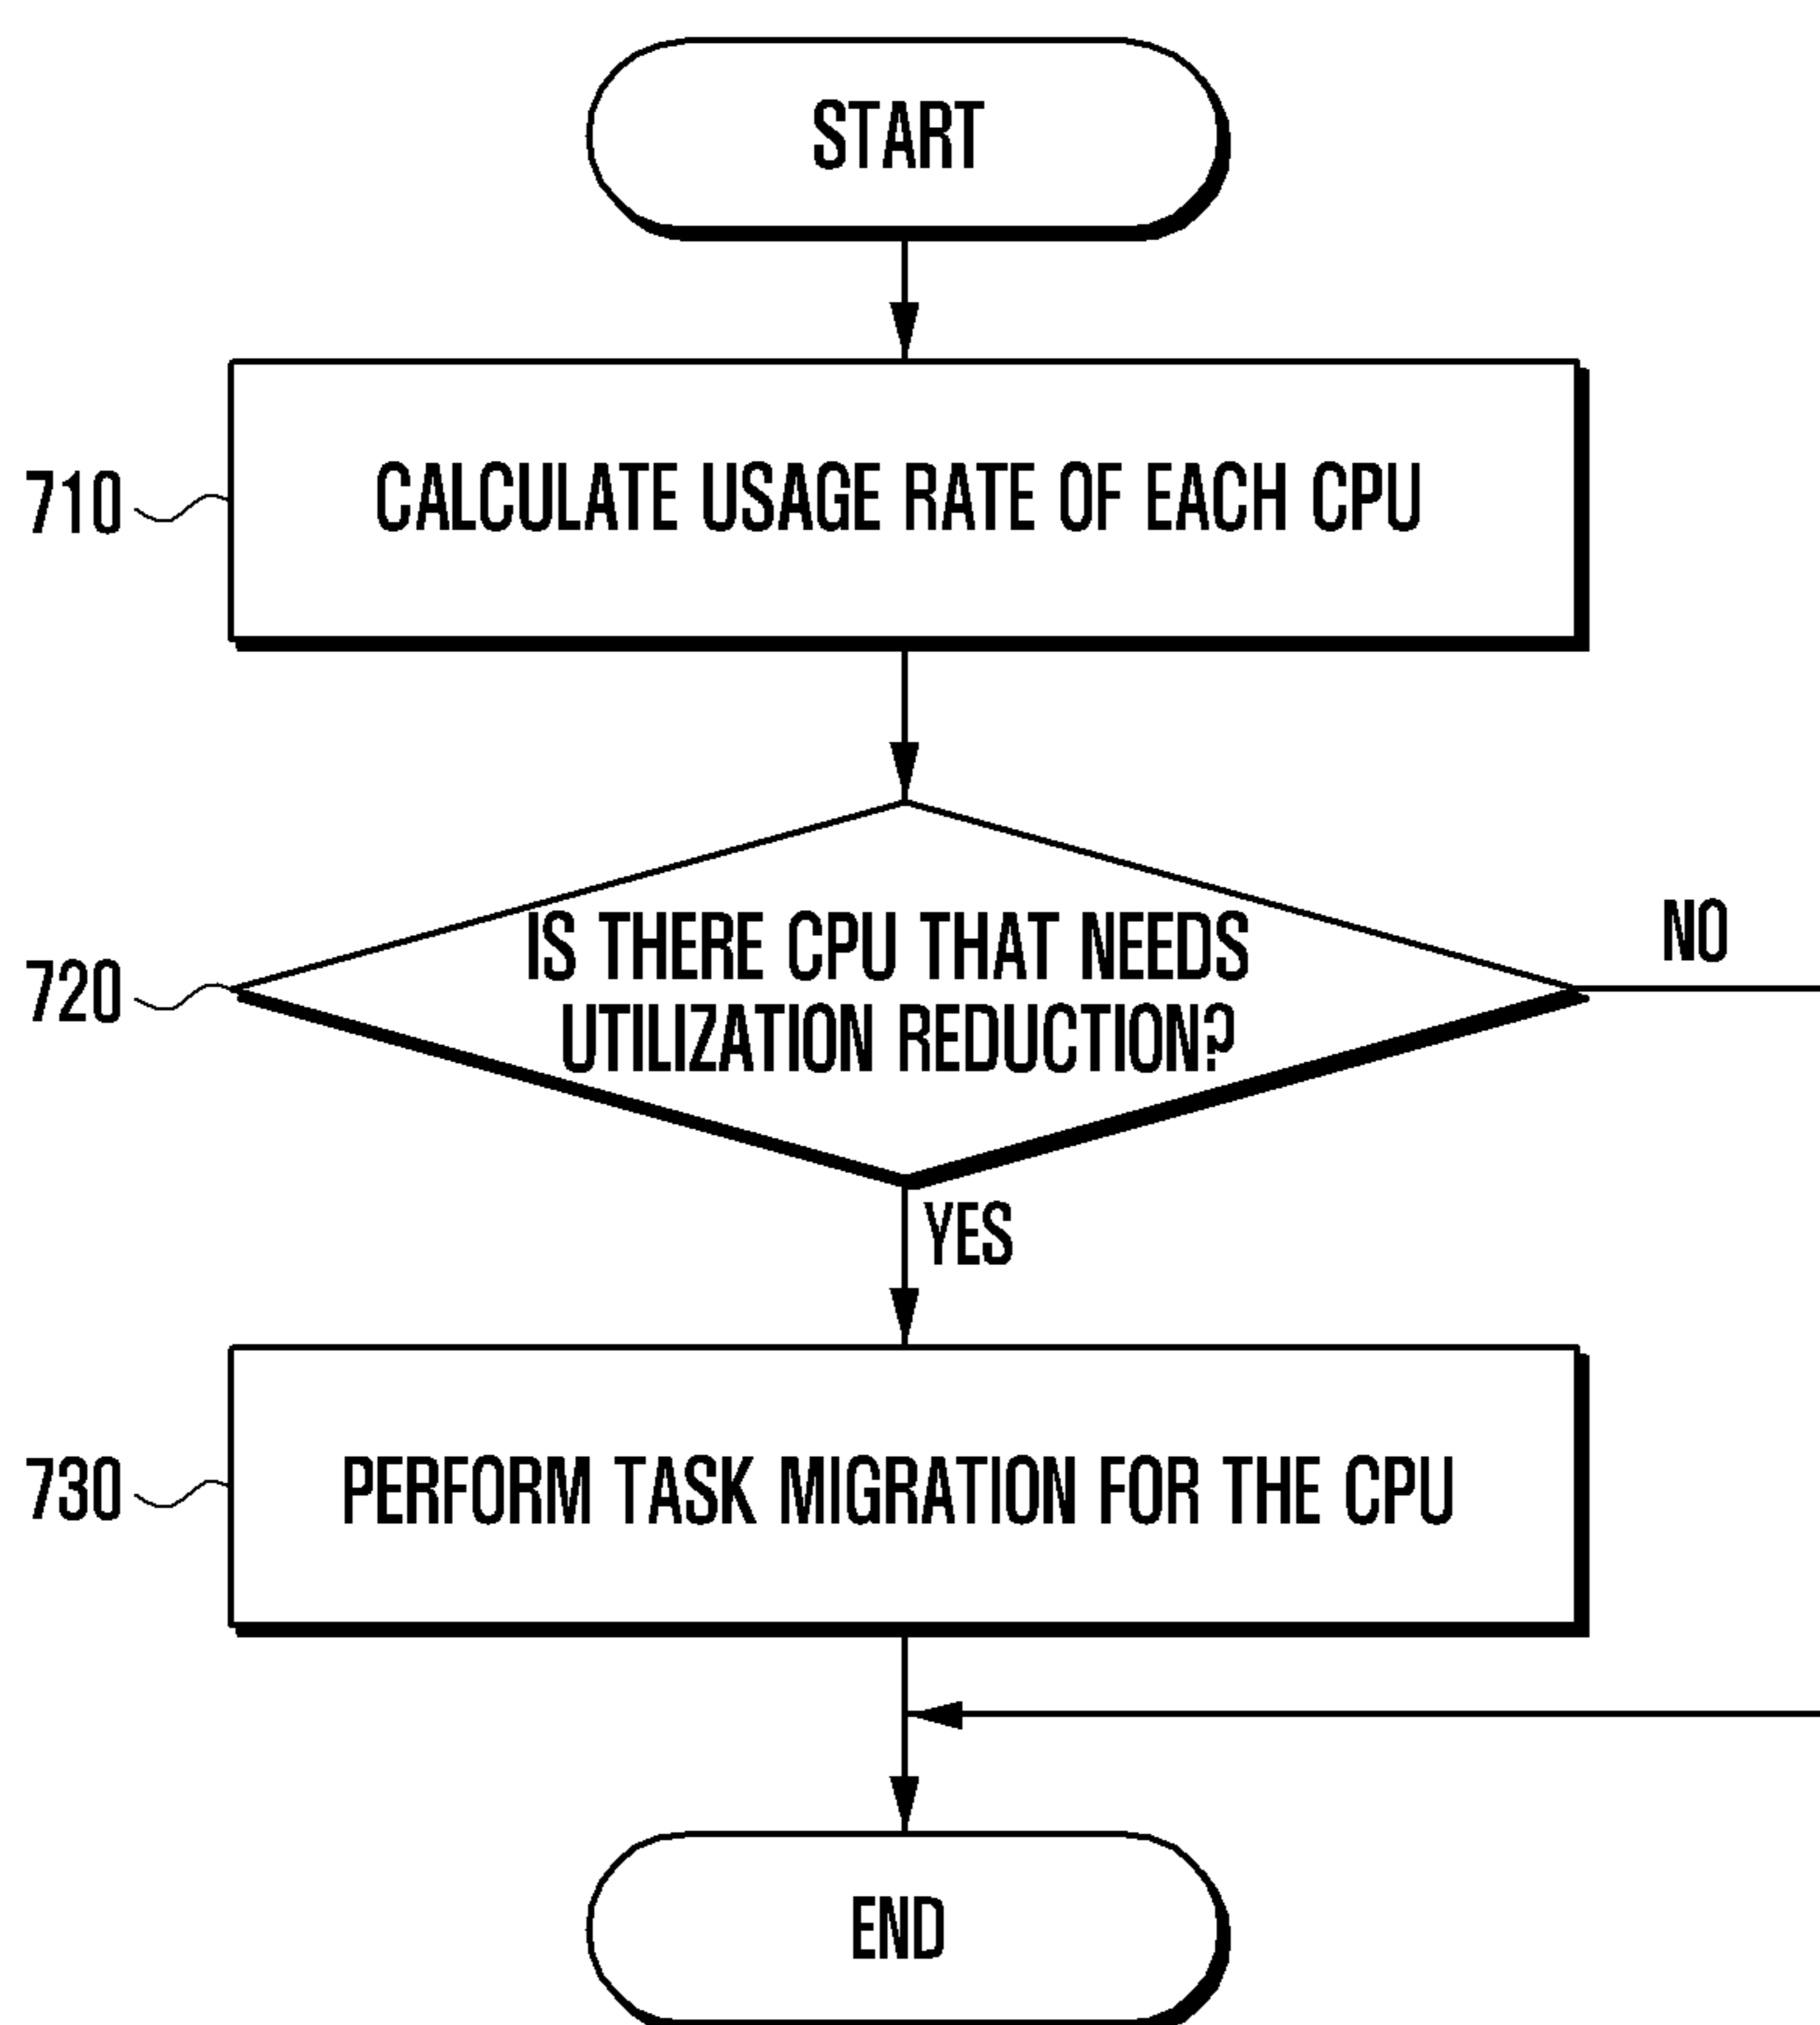 START
710
CALCULATE USAGE RATE OF EACH CPU
720
IS THERE CPU THAT NEEDS
UTILIZATION REDUCTION?
NO
YES
730
PERFORM TASK MIGRATION FOR THE CPU
END